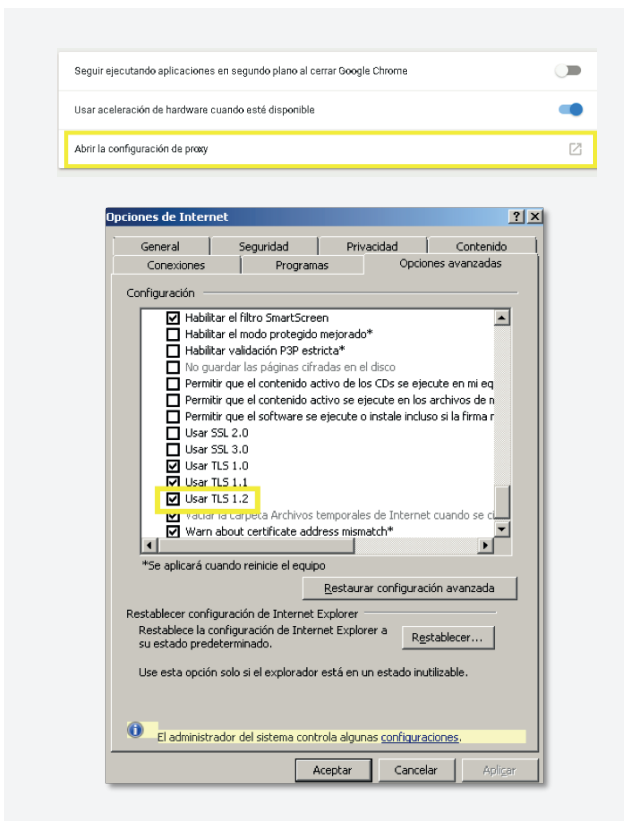 Seguir ejecutando aplicaciones en segundo plano al cerrar Google Chrome
Usar aceleración de hardware cuando esté disponible
Abrir la configuración de proxy
Opciones de Internet
General Seguridad Privacidad Contenido
Conexiones Programas Opciones avanzadas
Configuración
Habilitar el filtro SmartScreen
Habilitar el modo protegido mejorado*
Habilitar validación P3P estricta*
No guardar las páginas cifradas en el disco
Permitir que el contenido activo de los CDs se ejecute en mi eq
Permitir que el contenido activo se ejecute en los archivos de m
Permitir que el software se ejecute o instale incluso si la firma r
Usar SSL 2.0
Usar SSL 3.0
Usar TLS 1.0
Usar TLS 1.1
Usar TLS 1.2
Vaciar la carpeta Archivos temporales de Internet cuando se ci
Warn about certificate address mismatch*
*Se aplicará cuando reinicie el equipo
Restaurar configuración avanzada
Restablecer configuración de Internet Explorer
Restablece la configuración de Internet Explorer a
su estado predeterminado.
Restablecer...
Use esta opción solo si el explorador está en un estado inutilizable.
El administrador del sistema controla algunas configuraciones.
Aceptar Cancelar Aplicar